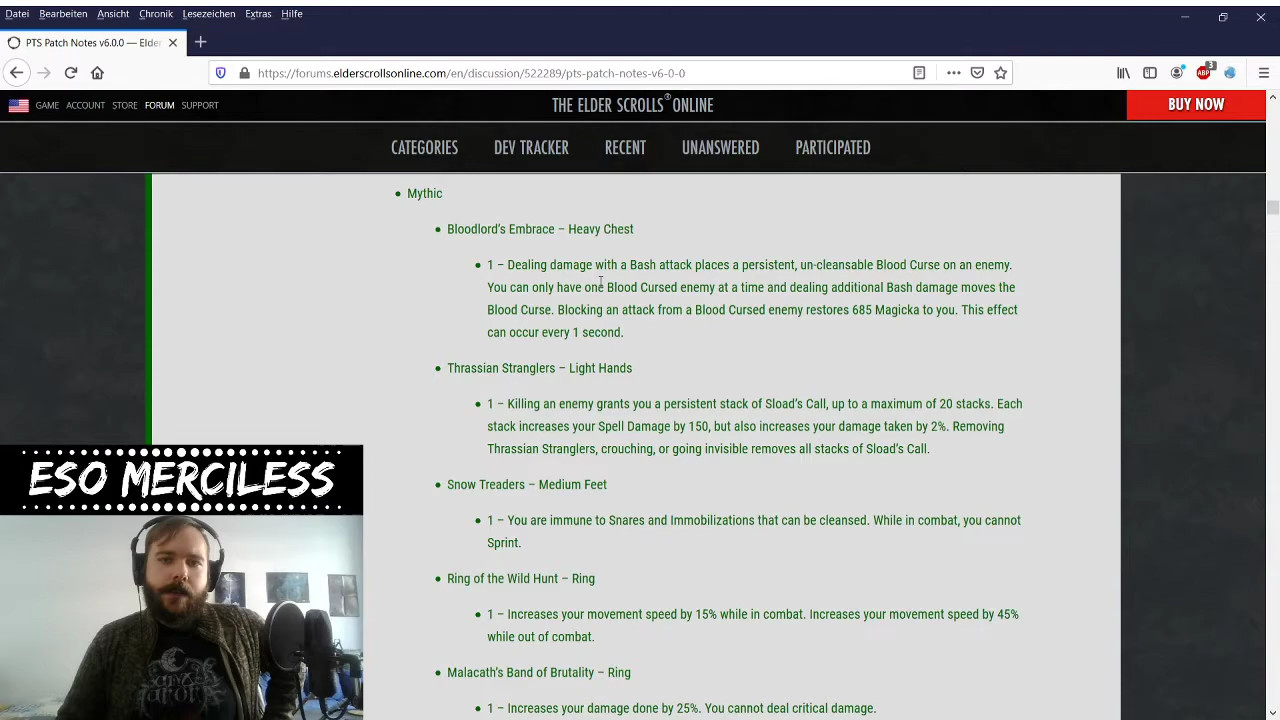 Datei Bearbeiten Ansicht Chronik Lesezeichen Extras Hilfe
PTS Patch Notes v6.0.0 — Elder
https://forums.elderscrollsonline.com/en/discussion/522289/pts-patch-notes-v6-0-0
ABP 3
GAME ACCOUNT STORE FORUM SUPPORT
THE ELDER SCROLLS® ONLINE
BUY NOW
CATEGORIES DEV TRACKER RECENT UNANSWERED PARTICIPATED
Mythic
Bloodlord's Embrace – Heavy Chest
1 – Dealing damage with a Bash attack places a persistent, un-cleansable Blood Curse on an enemy.
You can only have one Blood Cursed enemy at a time and dealing additional Bash damage moves the
Blood Curse. Blocking an attack from a Blood Cursed enemy restores 685 Magicka to you. This effect
can occur every 1 second.
Thrassian Stranglers – Light Hands
1 – Killing an enemy grants you a persistent stack of Sload's Call, up to a maximum of 20 stacks. Each
stack increases your Spell Damage by 150, but also increases your damage taken by 2%. Removing
Thrassian Stranglers, crouching, or going invisible removes all stacks of Sload's Call.
Snow Treaders – Medium Feet
1 – You are immune to Snares and Immobilizations that can be cleansed. While in combat, you cannot
Sprint.
Ring of the Wild Hunt – Ring
1 – Increases your movement speed by 15% while in combat. Increases your movement speed by 45%
while out of combat.
Malacath's Band of Brutality – Ring
1 – Increases your damage done by 25%. You cannot deal critical damage.
ESO MERCILESS